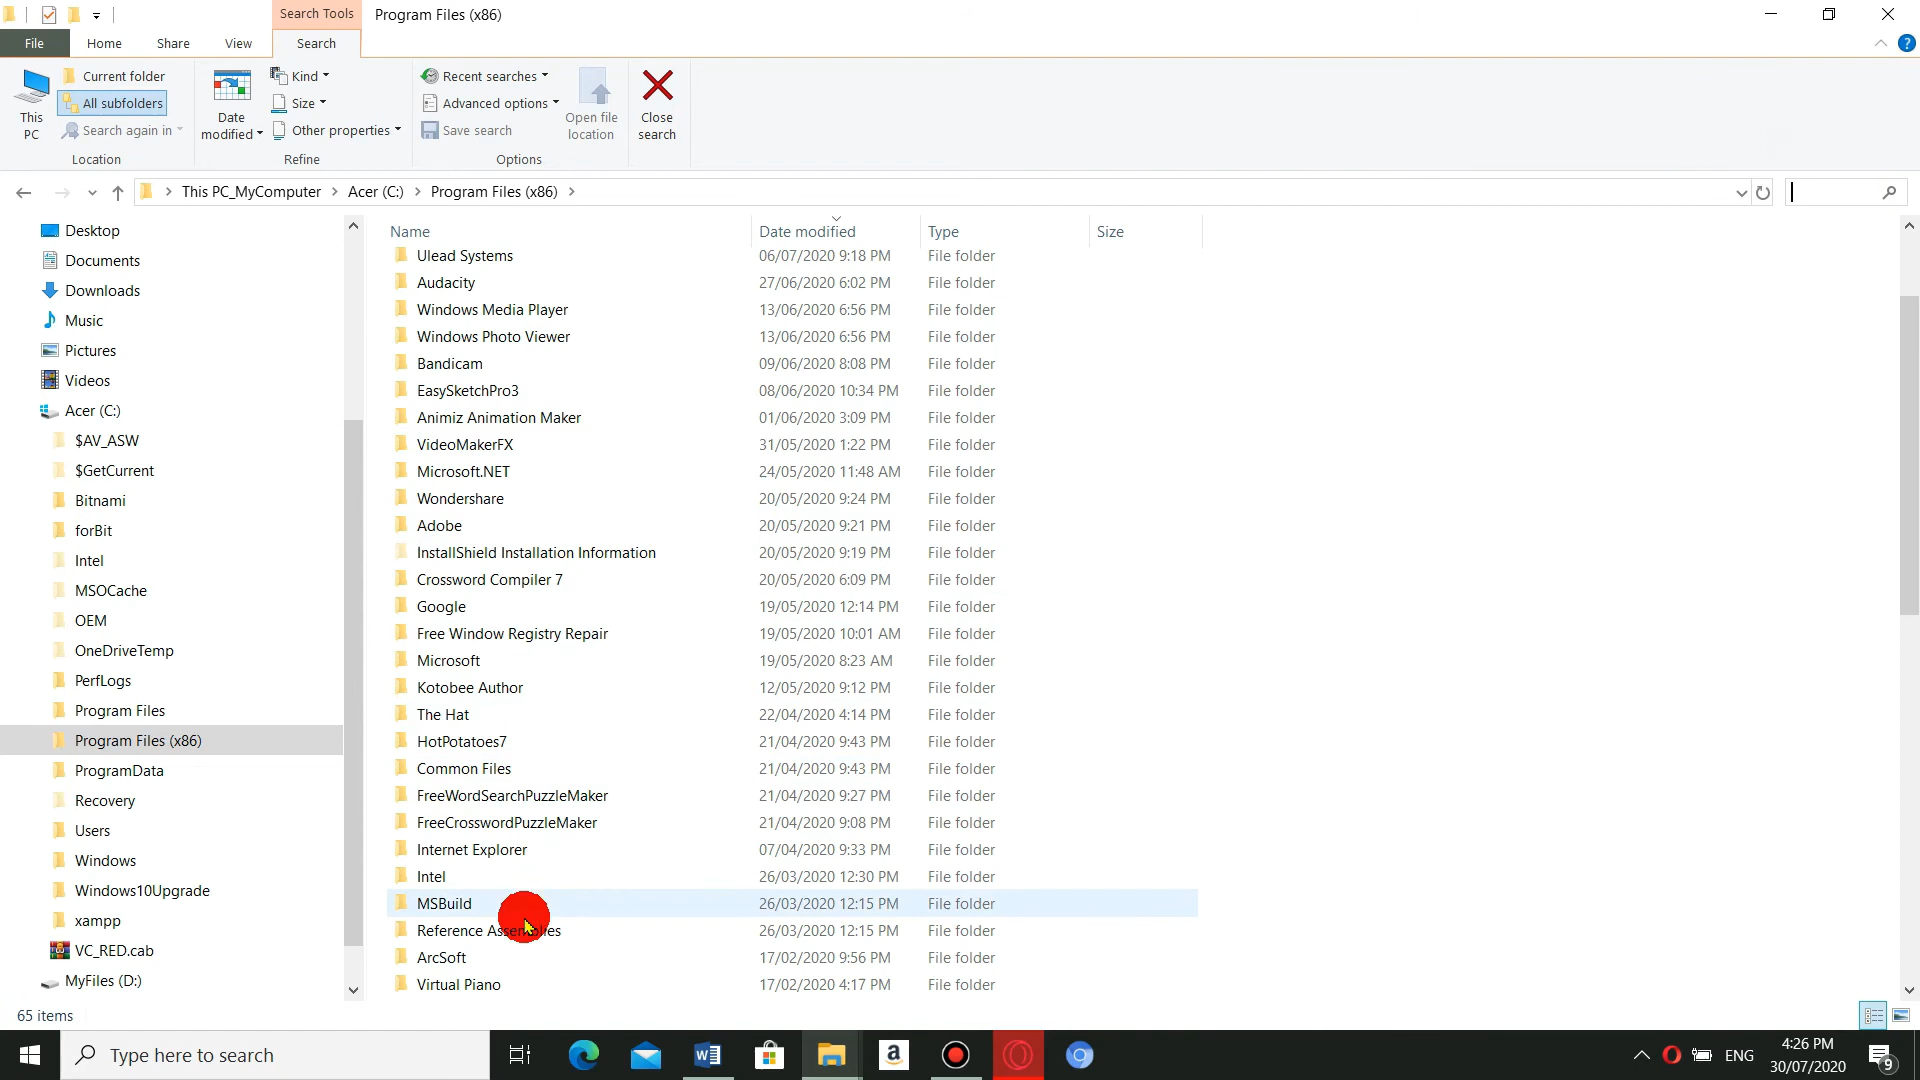 Search Tools
Program Files (x86)
File
Home
Share
View
Search
This PC
Current folder
All subfolders
Search again in
Location
Date modified
Kind
Size
Other properties
Refine
Recent searches
Advanced options
Save search
Options
Open file location
Close search
This PC_MyComputer > Acer (C:) > Program Files (x86) >
Desktop
Documents
Downloads
Music
Pictures
Videos
Acer (C:)
$AV_ASW
$GetCurrent
Bitnami
forBit
Intel
MSOCache
OEM
OneDriveTemp
PerfLogs
Program Files
Program Files (x86)
ProgramData
Recovery
Users
Windows
Windows10Upgrade
xampp
VC_RED.cab
MyFiles (D:)
Name Date modified Type Size
Ulead Systems 06/07/2020 9:18 PM File folder
Audacity 27/06/2020 6:02 PM File folder
Windows Media Player 13/06/2020 6:56 PM File folder
Windows Photo Viewer 13/06/2020 6:56 PM File folder
Bandicam 09/06/2020 8:08 PM File folder
EasySketchPro3 08/06/2020 10:34 PM File folder
Animiz Animation Maker 01/06/2020 3:09 PM File folder
VideoMakerFX 31/05/2020 1:22 PM File folder
Microsoft.NET 24/05/2020 11:48 AM File folder
Wondershare 20/05/2020 9:24 PM File folder
Adobe 20/05/2020 9:21 PM File folder
InstallShield Installation Information 20/05/2020 9:19 PM File folder
Crossword Compiler 7 20/05/2020 6:09 PM File folder
Google 19/05/2020 12:14 PM File folder
Free Window Registry Repair 19/05/2020 10:01 AM File folder
Microsoft 19/05/2020 8:23 AM File folder
Kotobee Author 12/05/2020 9:12 PM File folder
The Hat 22/04/2020 4:14 PM File folder
HotPotatoes7 21/04/2020 9:43 PM File folder
Common Files 21/04/2020 9:43 PM File folder
FreeWordSearchPuzzleMaker 21/04/2020 9:27 PM File folder
FreeCrosswordPuzzleMaker 21/04/2020 9:08 PM File folder
Internet Explorer 07/04/2020 9:33 PM File folder
Intel 26/03/2020 12:30 PM File folder
MSBuild 26/03/2020 12:15 PM File folder
Reference Assemblies 26/03/2020 12:15 PM File folder
ArcSoft 17/02/2020 9:56 PM File folder
Virtual Piano 17/02/2020 4:17 PM File folder
65 items
Type here to search
ENG
4:26 PM
30/07/2020
9